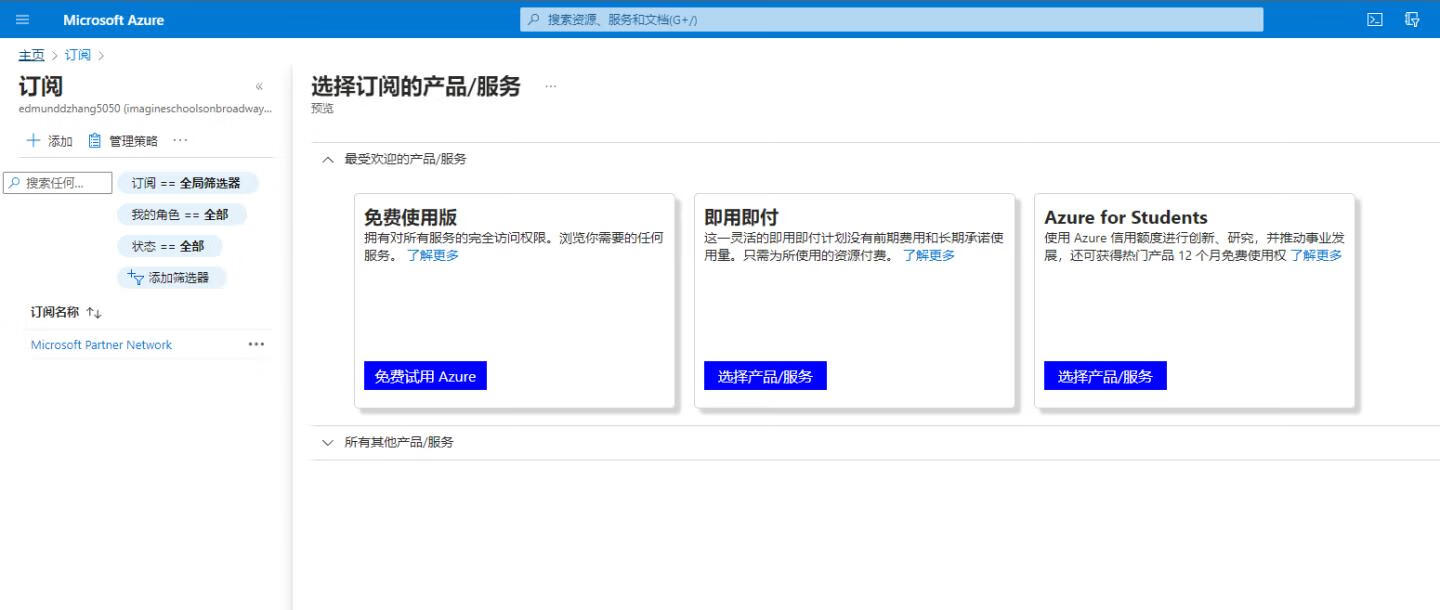 Microsoft Azure
搜索资源、服务和文档(G+/)
主页 > 订阅 >
订阅
edmunddzhang5050 (imagineschoolsonbroadway...
添加 管理策略 ...
搜索任何...
订阅 == 全局筛选器
我的角色 == 全部
状态 == 全部
添加筛选器
订阅名称
Microsoft Partner Network
选择订阅的产品/服务 ...
预览
最受欢迎的产品/服务
免费使用版
拥有对所有服务的完全访问权限。浏览你需要的任何
服务。 了解更多
免费试用 Azure
即用即付
这一灵活的即用即付计划没有前期费用和长期承诺使
用量。只需为所使用的资源付费。 了解更多
选择产品/服务
Azure for Students
使用 Azure 信用额度进行创新、研究，并推动事业发
展，还可获得热门产品 12 个月免费使用权 了解更多
选择产品/服务
所有其他产品/服务